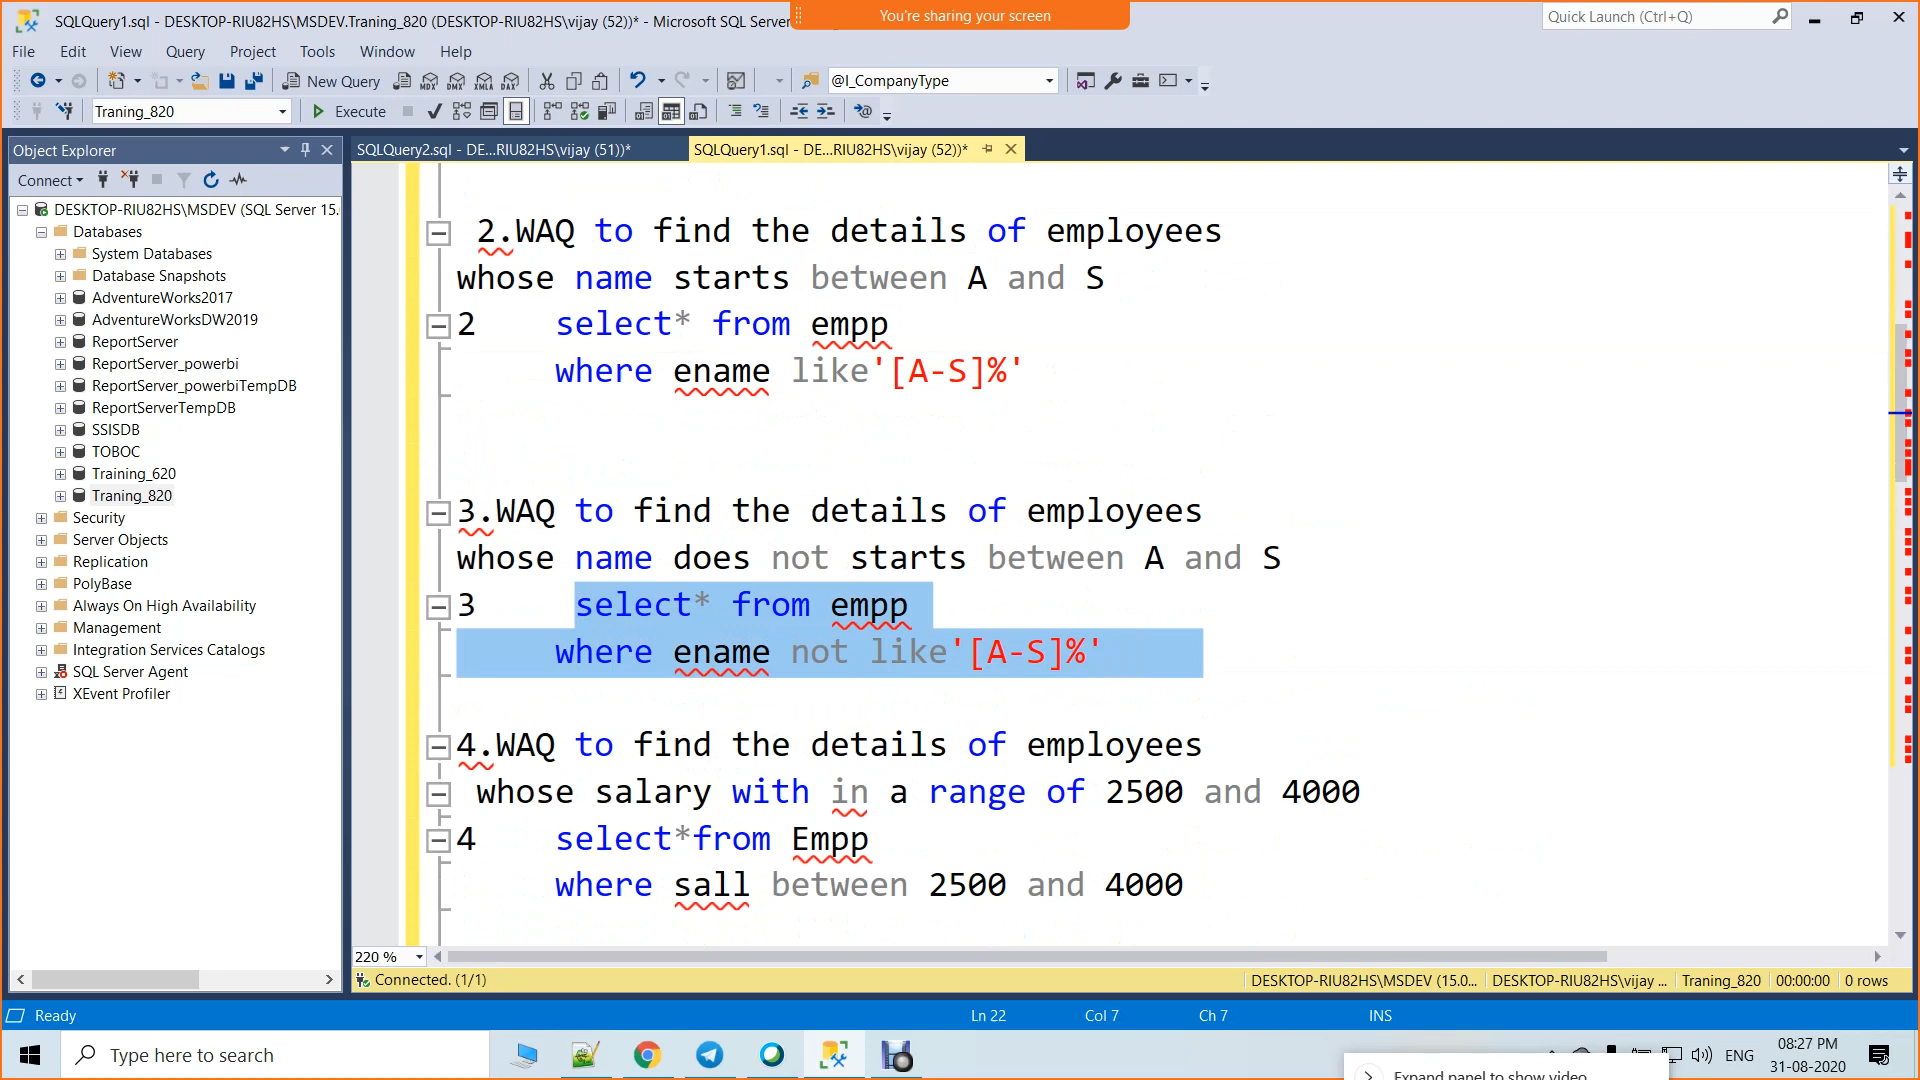 SQLQuery1.sql - DESKTOP-RIU82HS\MSDEV.Traning_820 (DESKTOP-RIU82HS\vijay (52))* - Microsoft SQL Server
You're sharing your screen
Quick Launch (Ctrl+Q)
File Edit View Query Project Tools Window Help
New Query
MDX DMX XMLA DAX
@I_CompanyType
Traning_820
Execute
Object Explorer
SQLQuery2.sql - DE...RIU82HS\vijay (51))*
SQLQuery1.sql - DE...RIU82HS\vijay (52))*
Connect
DESKTOP-RIU82HS\MSDEV (SQL Server 15.
Databases
System Databases
Database Snapshots
AdventureWorks2017
AdventureWorksDW2019
ReportServer
ReportServer_powerbi
ReportServer_powerbiTempDB
ReportServerTempDB
SSISDB
TOBOC
Training_620
Traning_820
Security
Server Objects
Replication
PolyBase
Always On High Availability
Management
Integration Services Catalogs
SQL Server Agent
XEvent Profiler
2.WAQ to find the details of employees
whose name starts between A and S
2 select* from empp
where ename like'[A-S]%'
3.WAQ to find the details of employees
whose name does not starts between A and S
3 select* from empp
where ename not like'[A-S]%'
4.WAQ to find the details of employees
whose salary with in a range of 2500 and 4000
4 select*from Empp
where sall between 2500 and 4000
220 %
Connected. (1/1)
DESKTOP-RIU82HS\MSDEV (15.0... DESKTOP-RIU82HS\vijay ... Traning_820 00:00:00 0 rows
Ready
Ln 22 Col 7 Ch 7 INS
Type here to search
ENG
08:27 PM
31-08-2020
Expand panel to show video